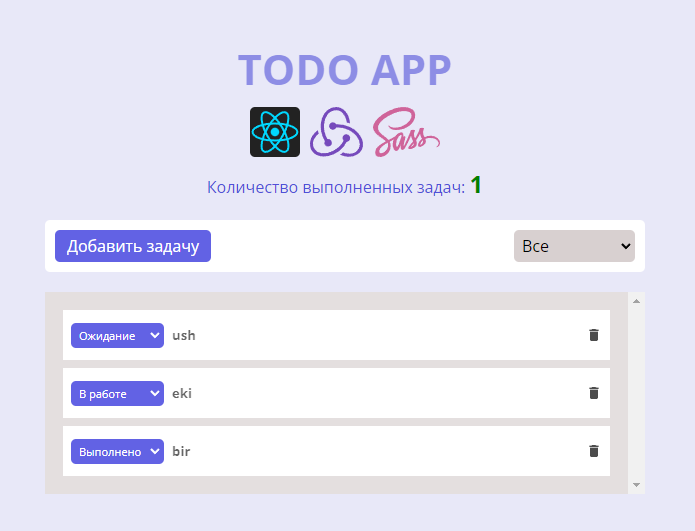 TODO APP
Sass
Количество выполненных задач: 1
Добавить задачу Все
Ожидание ush
В работе eki
Выполнено bir